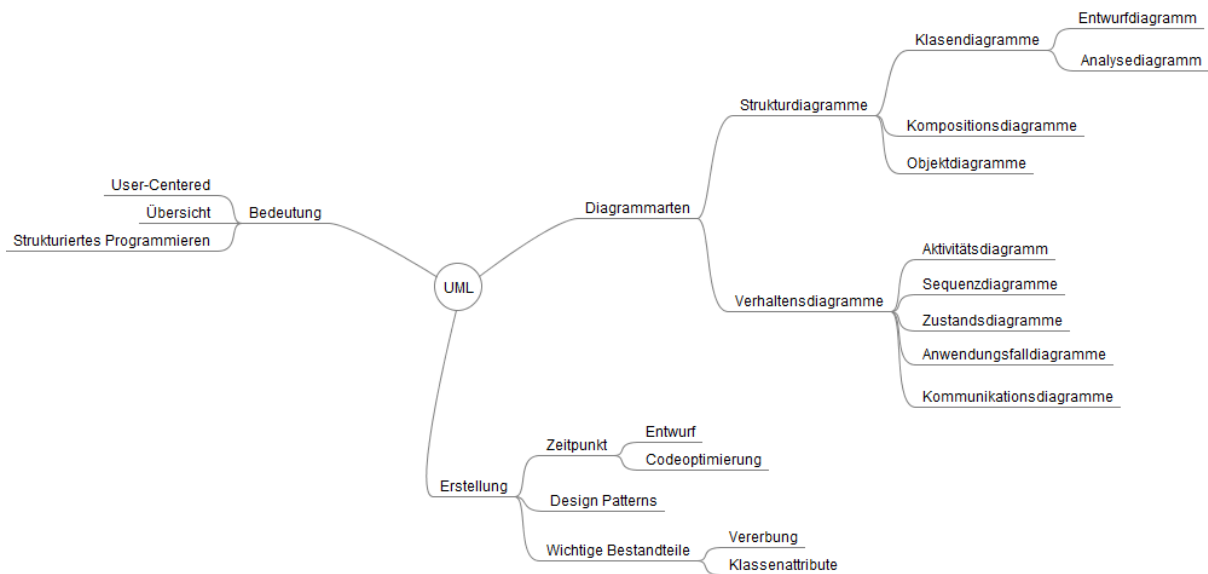 UML
Bedeutung
User-Centered
Übersicht
Strukturiertes Programmieren
Diagrammarten
Strukturdiagramme
Klasendiagramme
Entwurfdiagramm
Analysediagramm
Kompositionsdiagramme
Objektdiagramme
Verhaltensdiagramme
Aktivitätsdiagramm
Sequenzdiagramme
Zustandsdiagramme
Anwendungsfalldiagramme
Kommunikationsdiagramme
Erstellung
Zeitpunkt
Entwurf
Codeoptimierung
Design Patterns
Wichtige Bestandteile
Vererbung
Klassenattribute